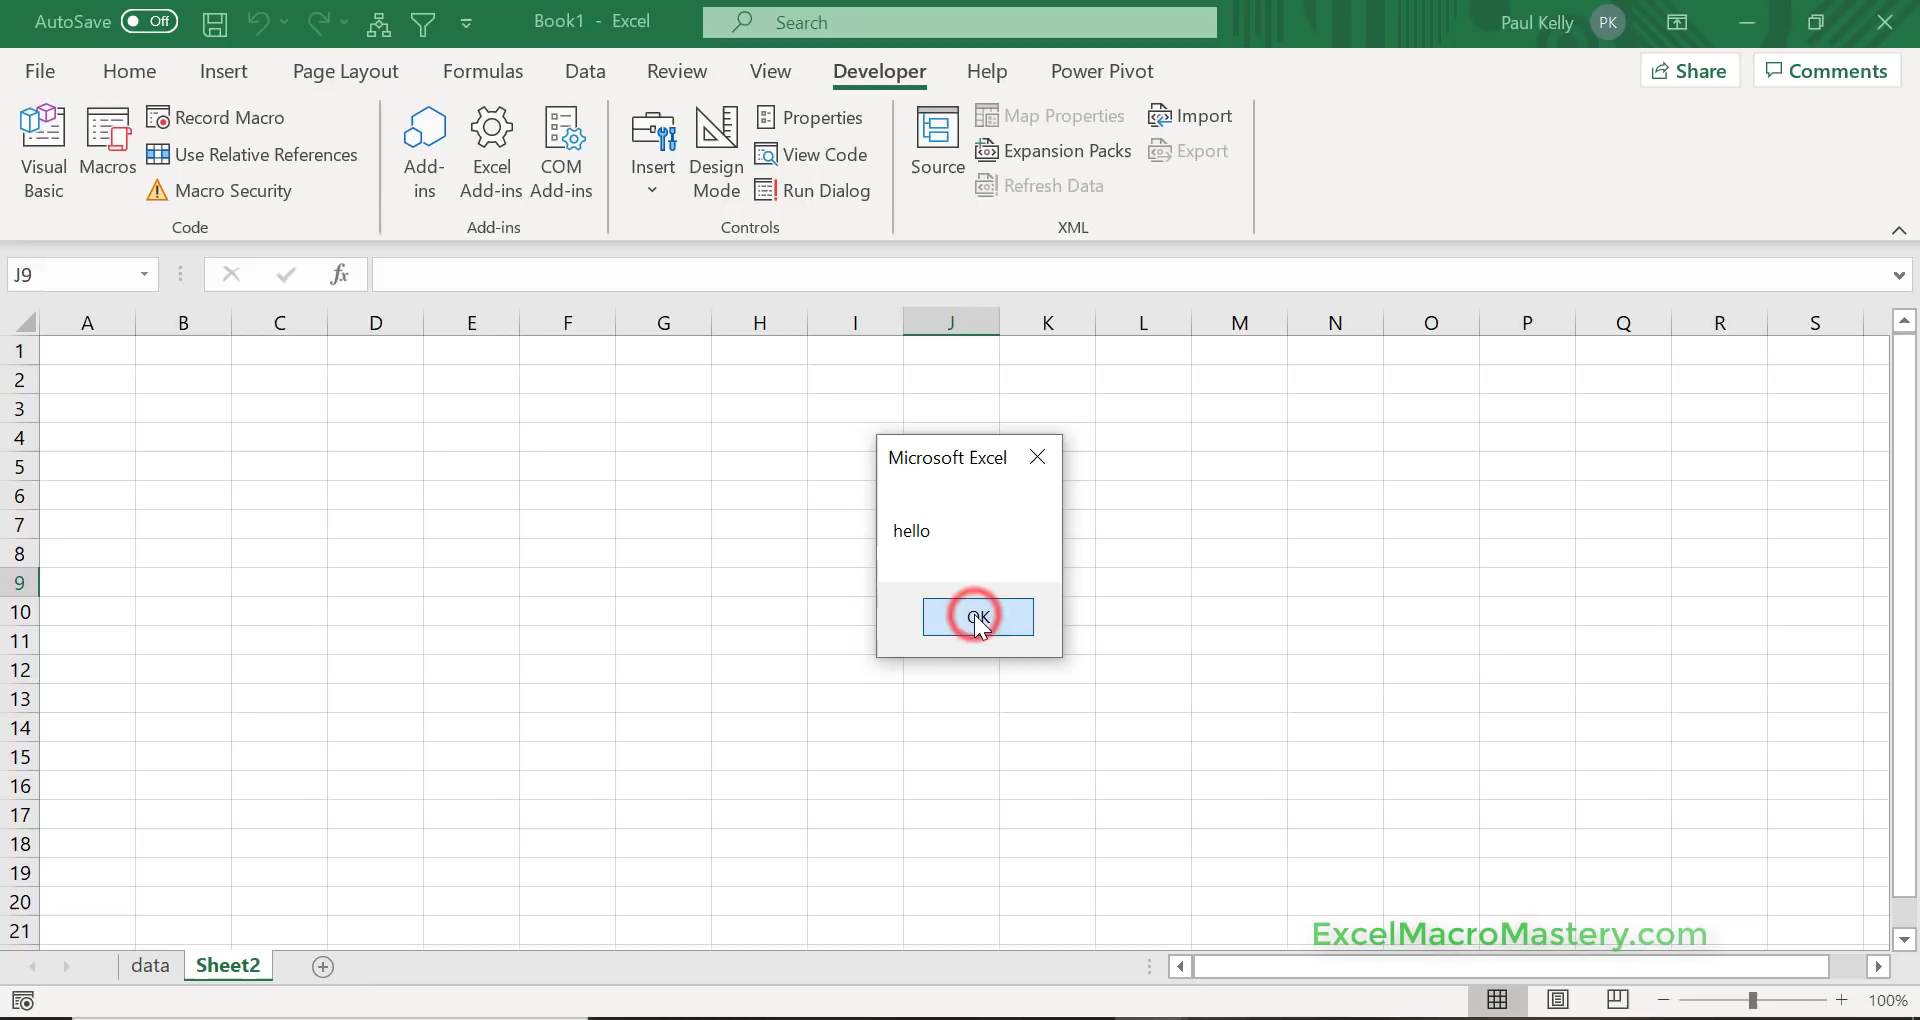 AutoSave Off Book1 - Excel Search Paul Kelly PK
File Home Insert Page Layout Formulas Data Review View Developer Help Power Pivot Share Comments
Visual Basic
Macros
Record Macro
Use Relative References
Macro Security
Code
Add-ins
Excel Add-ins
COM Add-ins
Add-ins
Insert
Design Mode
Properties
View Code
Run Dialog
Controls
Source
Map Properties
Expansion Packs
Refresh Data
Import
Export
XML
J9 fx
A B C D E F G H I J K L M N O P Q R S
1
2
3
4
5
6
7
8
9
10
11
12
13
14
15
16
17
18
19
20
21
Microsoft Excel
hello
OK
ExcelMacroMastery.com
data Sheet2
100%